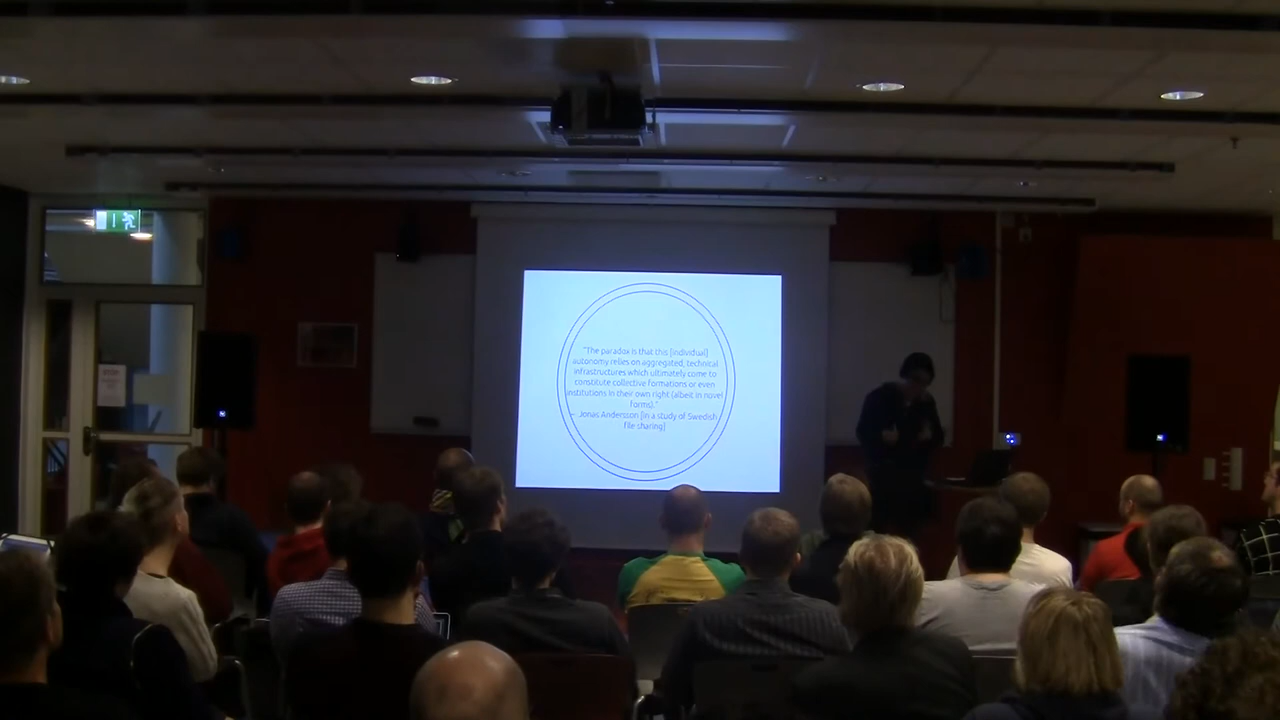 "The paradox is that this [individual]
autonomy relies on aggregated, technical
infrastructures which ultimately come to
constitute collective formations or even
institutions in their own right (albeit in novel
forms)."
— Jonas Andersson [in a study of Swedish
file sharing]